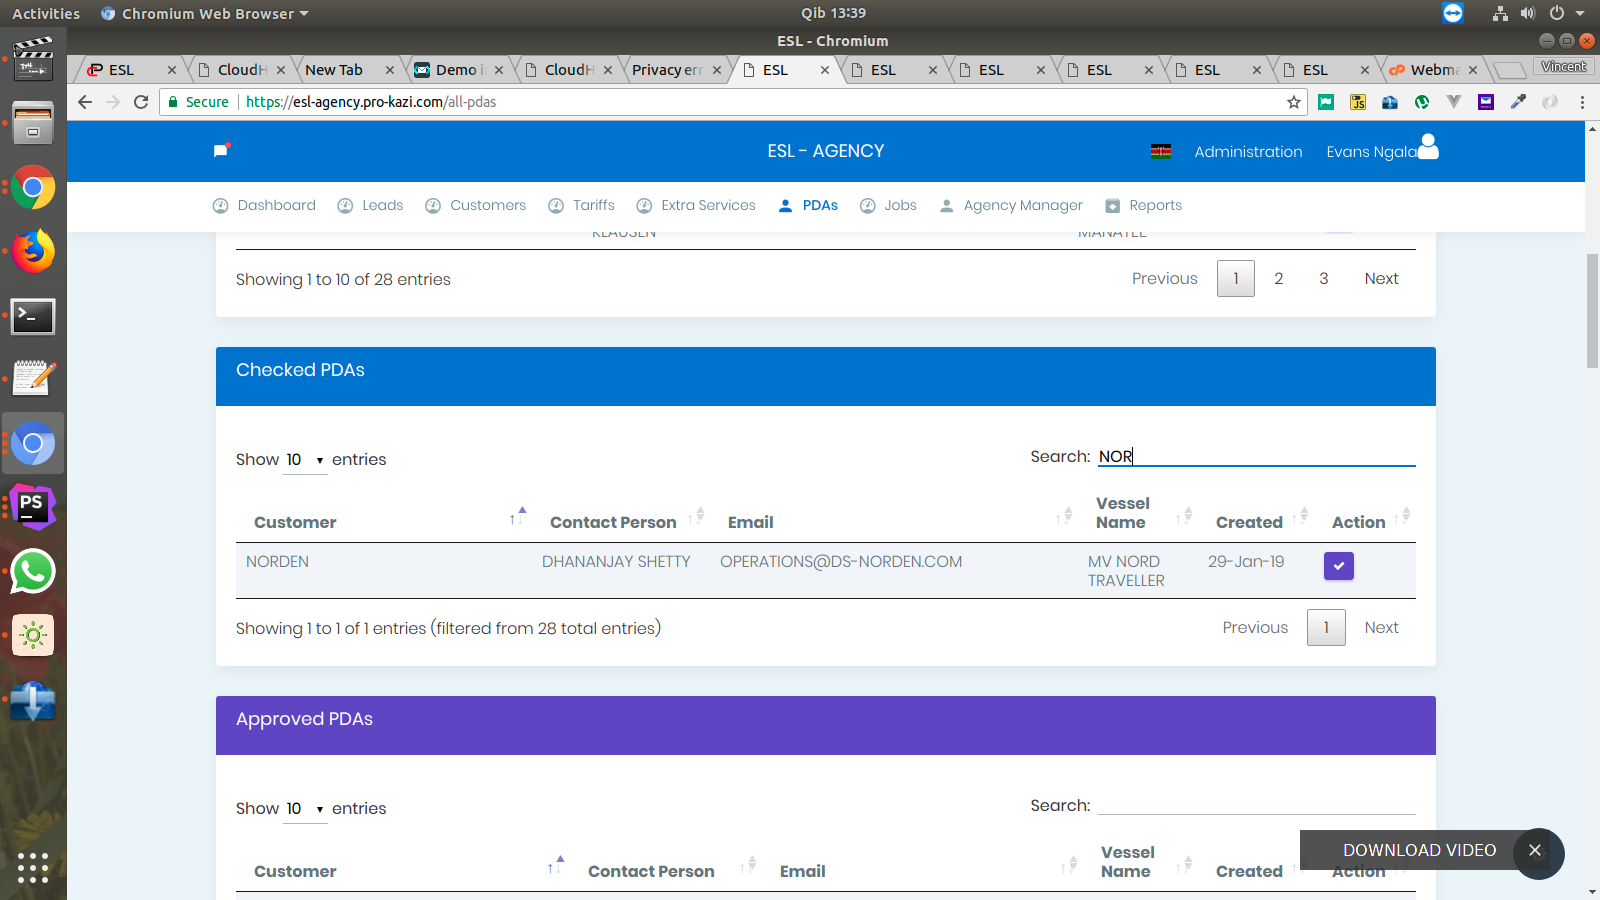 Activities Chromium Web Browser Qib 13:39
ESL - Chromium
ESL CloudH New Tab Demo i CloudH Privacy err ESL ESL ESL ESL ESL ESL Webma Vincent
Secure https://esl-agency.pro-kazi.com/all-pdas
ESL - AGENCY Administration Evans Ngala
Dashboard Leads Customers Tariffs Extra Services PDAs Jobs Agency Manager Reports
KLAUSEN MANATEE
Showing 1 to 10 of 28 entries Previous 1 2 3 Next
Checked PDAs
Show 10 entries Search: NOR
Customer Contact Person Email Vessel Name Created Action
NORDEN DHANANJAY SHETTY OPERATIONS@DS-NORDEN.COM MV NORD TRAVELLER 29-Jan-19
Showing 1 to 1 of 1 entries (filtered from 28 total entries) Previous 1 Next
Approved PDAs
Show 10 entries Search:
DOWNLOAD VIDEO
Customer Contact Person Email Vessel Name Created Action